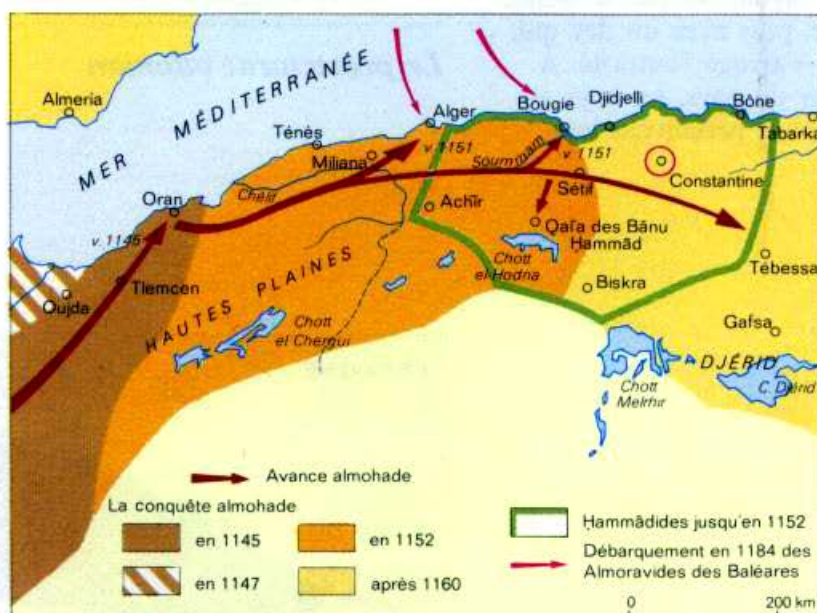 Almeria
MER MÉDITERRANÉE
Ténès
Alger
Bougie
Djidjelli
Bône
Tabarka
Miliana
v. 1151
Soummam
v. 1151
Constantine
Oran
Chélif
Sétif
Achīr
v. 1145
Qal'a des Bānu
Hammād
Tlemcen
Oujda
HAUTES PLAINES
Chott
el Hodna
Tébessa
Biskra
Chott
el Chergui
Gafsa
DJÉRID
Chott
Melrhir
C. Djérid
Avance almohade
La conquête almohade
en 1145
en 1152
en 1147
après 1160
Ḥammādides jusqu'en 1152
Débarquement en 1184 des
Almoravides des Baléares
0 200 km